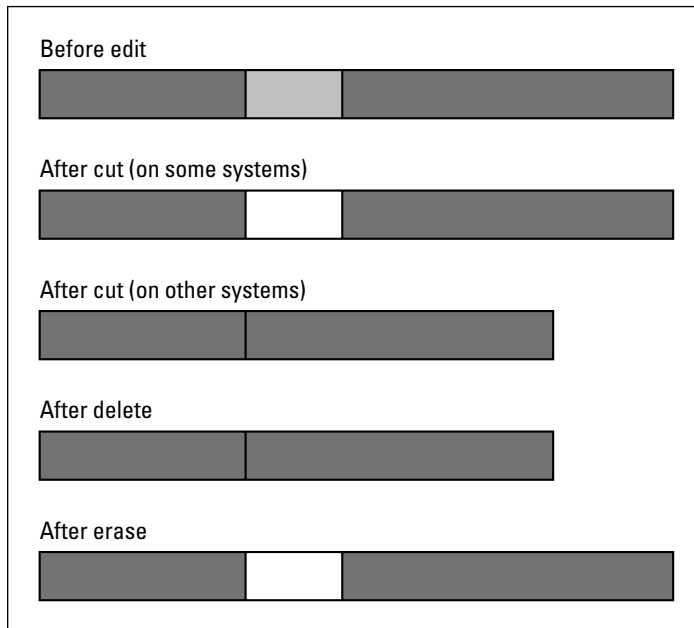 Before edit
After cut (on some systems)
After cut (on other systems)
After delete
After erase